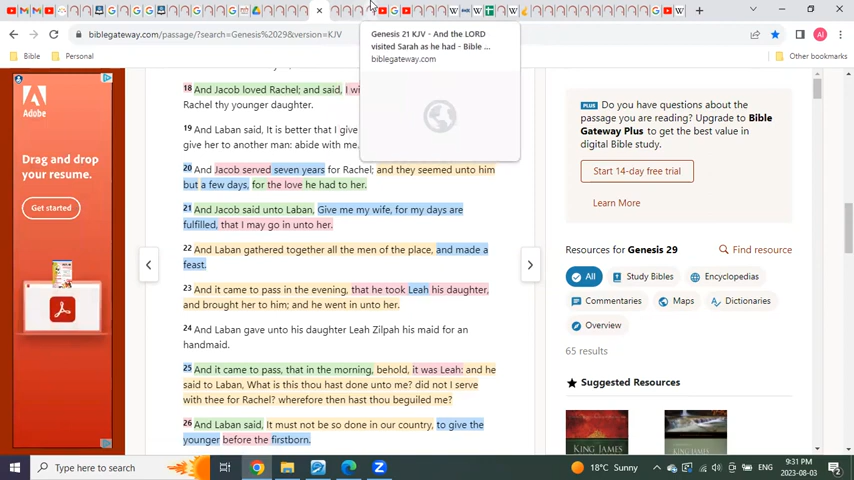 biblegateway.com/passage/?search=Genesis%2029&version=KJV
AI
Bible
Personal
Other bookmarks
Genesis 21 KJV - And the LORD
visited Sarah as he had - Bible ...
biblegateway.com
Adobe
Drag and drop
your resume.
Get started
18 And Jacob loved Rachel; and said, I wi
Rachel thy younger daughter.
19 And Laban said, It is better that I give
give her to another man: abide with me.
20 And Jacob served seven years for Rachel; and they seemed unto him
but a few days, for the love he had to her.
21 And Jacob said unto Laban, Give me my wife, for my days are
fulfilled, that I may go in unto her.
22 And Laban gathered together all the men of the place, and made a
feast.
23 And it came to pass in the evening, that he took Leah his daughter,
and brought her to him; and he went in unto her.
24 And Laban gave unto his daughter Leah Zilpah his maid for an
handmaid.
25 And it came to pass, that in the morning, behold, it was Leah: and he
said to Laban, What is this thou hast done unto me? did not I serve
with thee for Rachel? wherefore then hast thou beguiled me?
26 And Laban said, It must not be so done in our country, to give the
younger before the firstborn.
PLUS Do you have questions about the
passage you are reading? Upgrade to Bible
Gateway Plus to get the best value in
digital Bible study.
Start 14-day free trial
Learn More
Resources for Genesis 29
Find resource
All
Study Bibles
Encyclopedias
Commentaries
Maps
Dictionaries
Overview
65 results
Suggested Resources
KING JAMES
Type here to search
18°C Sunny
ENG
9:31 PM
2023-08-03
2